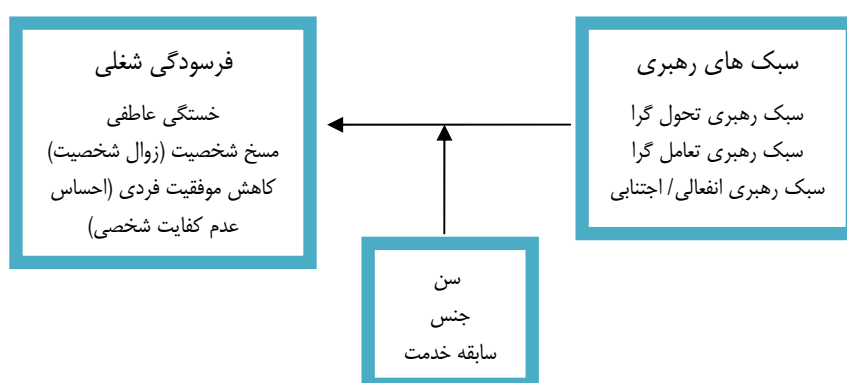 سبک های رهبری
سبک رهبری تحول گرا
سبک رهبری تعامل گرا
سبک رهبری انفعالی/ اجتنابی
فرسودگی شغلی
خستگی عاطفی
مسخ شخصیت (زوال شخصیت)
کاهش موفقیت فردی (احساس
عدم کفایت شخصی)
سن
جنس
سابقه خدمت